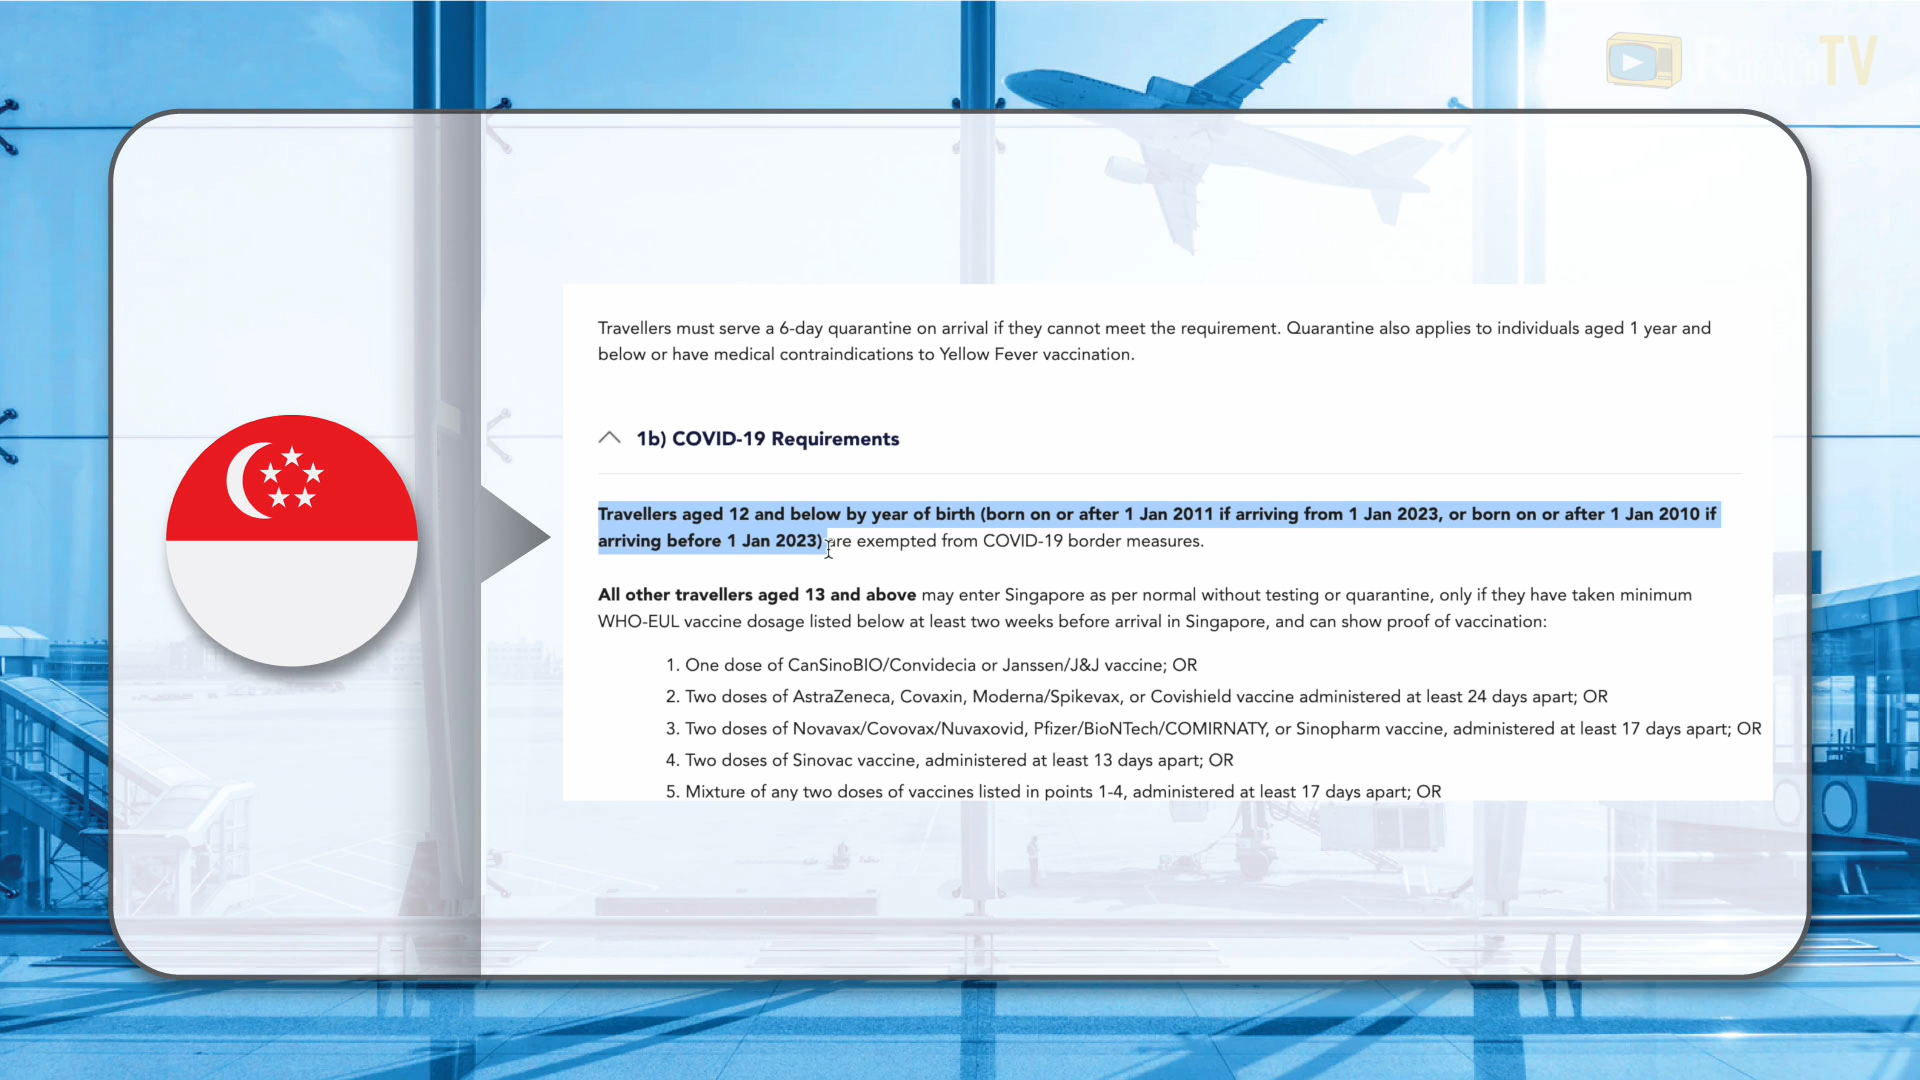 TV
Travellers must serve a 6-day quarantine on arrival if they cannot meet the requirement. Quarantine also applies to individuals aged 1 year and
below or have medical contraindications to Yellow Fever vaccination.
1b) COVID-19 Requirements
Travellers aged 12 and below by year of birth (born on or after 1 Jan 2011 if arriving from 1 Jan 2023, or born on or after 1 Jan 2010 if
arriving before 1 Jan 2023) are exempted from COVID-19 border measures.
All other travellers aged 13 and above may enter Singapore as per normal without testing or quarantine, only if they have taken minimum
WHO-EUL vaccine dosage listed below at least two weeks before arrival in Singapore, and can show proof of vaccination:
1. One dose of CanSinoBIO/Convidecia or Janssen/J&J vaccine; OR
2. Two doses of AstraZeneca, Covaxin, Moderna/Spikevax, or Covishield vaccine administered at least 24 days apart; OR
3. Two doses of Novavax/Covovax/Nuvaxovid, Pfizer/BioNTech/COMIRNATY, or Sinopharm vaccine, administered at least 17 days apart; OR
4. Two doses of Sinovac vaccine, administered at least 13 days apart; OR
5. Mixture of any two doses of vaccines listed in points 1-4, administered at least 17 days apart; OR